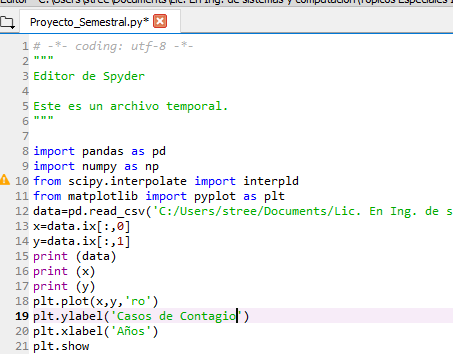 Editor - C:\Users\stree\Documents\Lic. En Ing. de sistemas y computación\Tópicos Especiales
Proyecto_Semestral.py*
1 # -*- coding: utf-8 -*-
2 """
3 Editor de Spyder
4
5 Este es un archivo temporal.
6 """
7
8 import pandas as pd
9 import numpy as np
10 from scipy.interpolate import interpld
11 from matplotlib import pyplot as plt
12 data=pd.read_csv('C:/Users/stree/Documents/Lic. En Ing. de s
13 x=data.ix[:,0]
14 y=data.ix[:,1]
15 print (data)
16 print (x)
17 print (y)
18 plt.plot(x,y,'ro')
19 plt.ylabel('Casos de Contagio')
20 plt.xlabel('Años')
21 plt.show